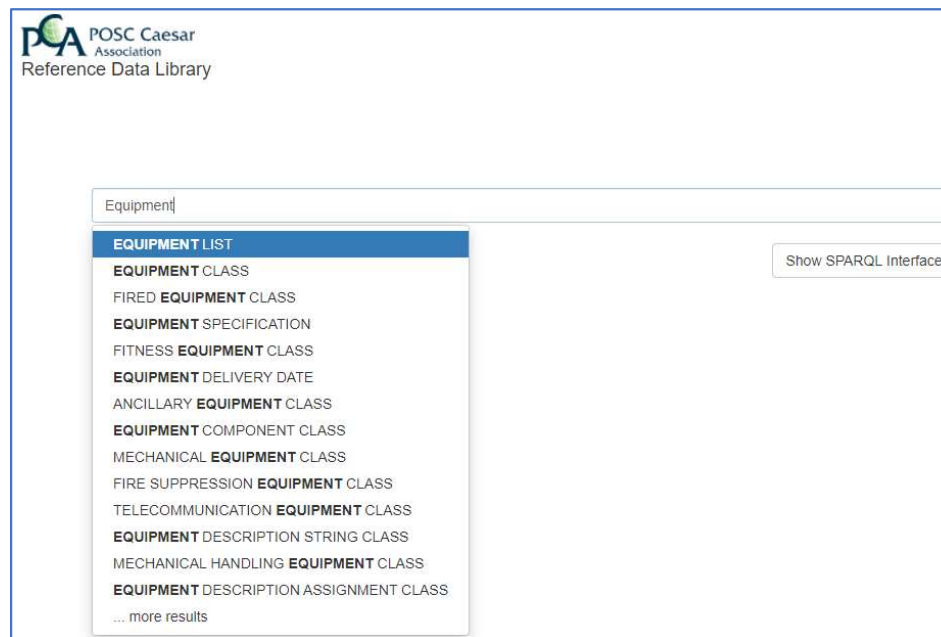 PCA POSC Caesar
Association
Reference Data Library
Equipment
EQUIPMENT LIST
Show SPARQL Interface
EQUIPMENT CLASS
FIRED EQUIPMENT CLASS
EQUIPMENT SPECIFICATION
FITNESS EQUIPMENT CLASS
EQUIPMENT DELIVERY DATE
ANCILLARY EQUIPMENT CLASS
EQUIPMENT COMPONENT CLASS
MECHANICAL EQUIPMENT CLASS
FIRE SUPPRESSION EQUIPMENT CLASS
TELECOMMUNICATION EQUIPMENT CLASS
EQUIPMENT DESCRIPTION STRING CLASS
MECHANICAL HANDLING EQUIPMENT CLASS
EQUIPMENT DESCRIPTION ASSIGNMENT CLASS
... more results